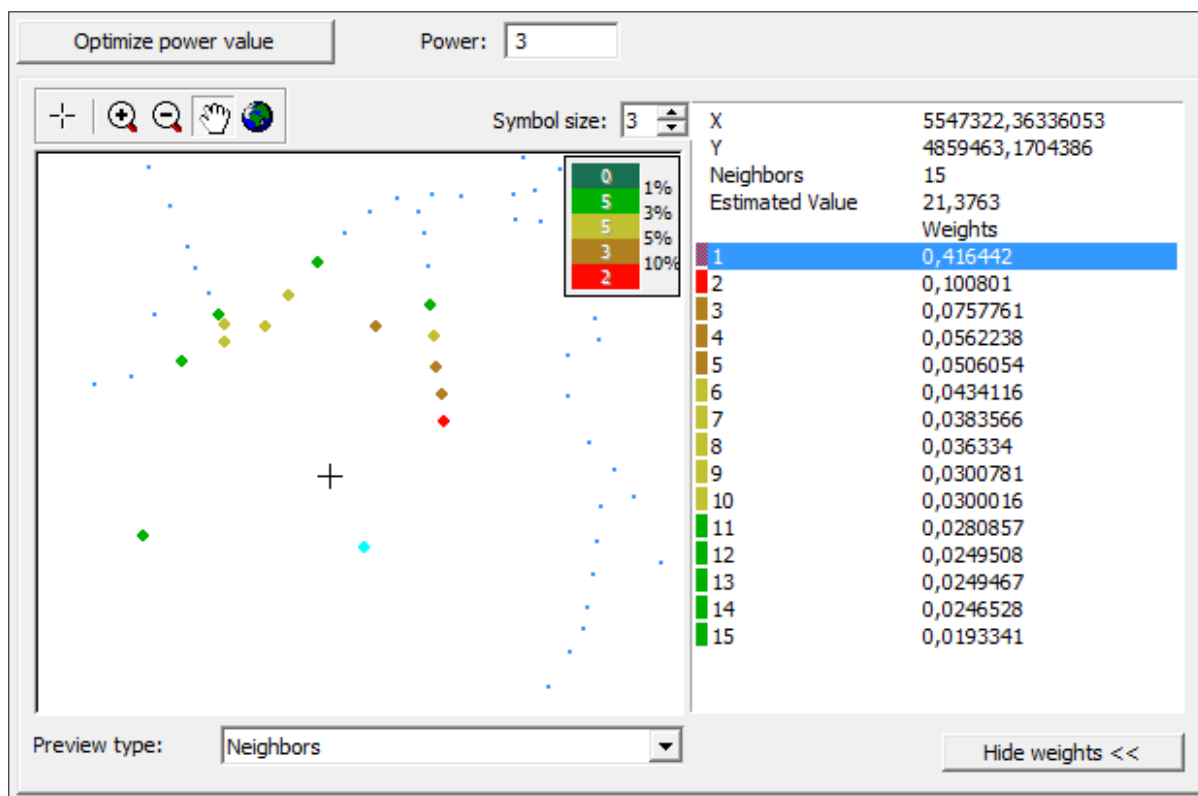 Optimize power value Power: 3
Symbol size: 3
0
5
5
3
2
1%
3%
5%
10%
X 5547322,36336053
Y 4859463,1704386
Neighbors 15
Estimated Value 21,3763
Weights
1 0,416442
2 0,100801
3 0,0757761
4 0,0562238
5 0,0506054
6 0,0434116
7 0,0383566
8 0,036334
9 0,0300781
10 0,0300016
11 0,0280857
12 0,0249508
13 0,0249467
14 0,0246528
15 0,0193341
Preview type: Neighbors
Hide weights <<